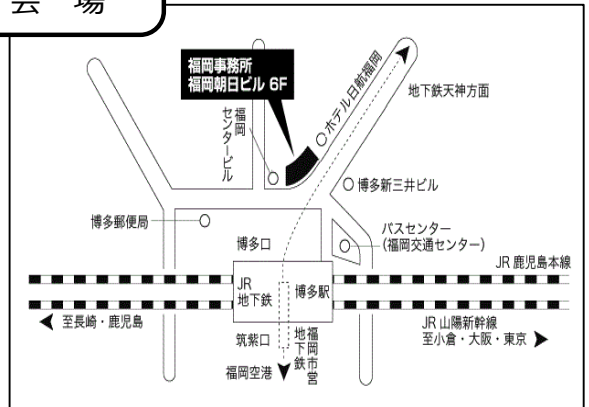 会 場
福岡事務所
福岡朝日ビル 6F
ホテル日航福岡
地下鉄天神方面
福岡
センタービル
博多新三井ビル
博多郵便局
バスセンター
(福岡交通センター)
博多口
JR 鹿児島本線
JR
地下鉄
博多駅
至長崎・鹿児島
JR 山陽新幹線
至小倉・大阪・東京
筑紫口
福岡市営
地下鉄
福岡空港